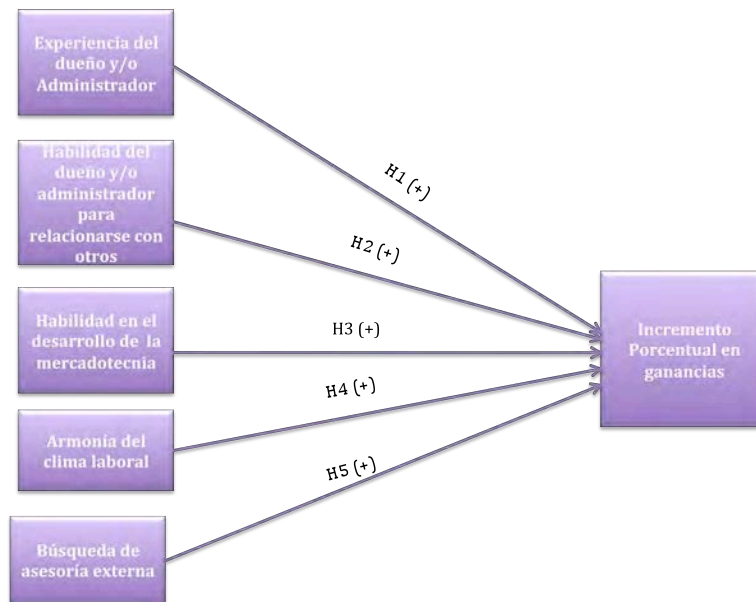 Experiencia del
dueño y/o
Administrador
H1 (+)
Habilidad del
dueño y/o
administrador
para
relacionarse con
otros
H2 (+)
Habilidad en el
desarrollo de la
mercadotecnia
H3 (+)
Incremento
Porcentual en
ganancias
H4 (+)
Armonía del
clima laboral
H5 (+)
Búsqueda de
asesoría externa